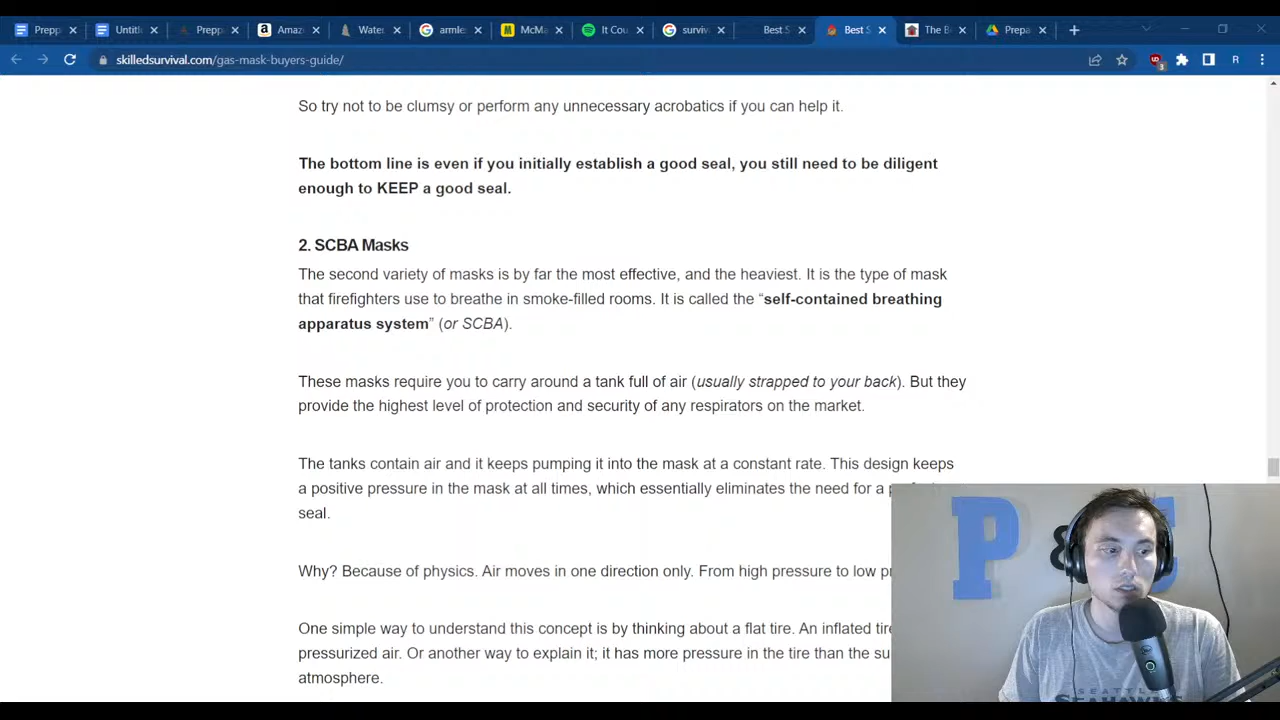 Prepp
Untitl
Prepp
Amaz
Water
armle
McMa
It Cou
surviv
Best S
Best S
The B
Prepa
skilledsurvival.com/gas-mask-buyers-guide/
3
R
So try not to be clumsy or perform any unnecessary acrobatics if you can help it.
The bottom line is even if you initially establish a good seal, you still need to be diligent
enough to KEEP a good seal.
2. SCBA Masks
The second variety of masks is by far the most effective, and the heaviest. It is the type of mask
that firefighters use to breathe in smoke-filled rooms. It is called the “self-contained breathing
apparatus system” (or SCBA).
These masks require you to carry around a tank full of air (usually strapped to your back). But they
provide the highest level of protection and security of any respirators on the market.
The tanks contain air and it keeps pumping it into the mask at a constant rate. This design keeps
a positive pressure in the mask at all times, which essentially eliminates the need for a
seal.
Why? Because of physics. Air moves in one direction only. From high pressure to low
One simple way to understand this concept is by thinking about a flat tire. An inflated tire
pressurized air. Or another way to explain it; it has more pressure in the tire than the su
atmosphere.
P &
SEATTLE
SEAHAWKS